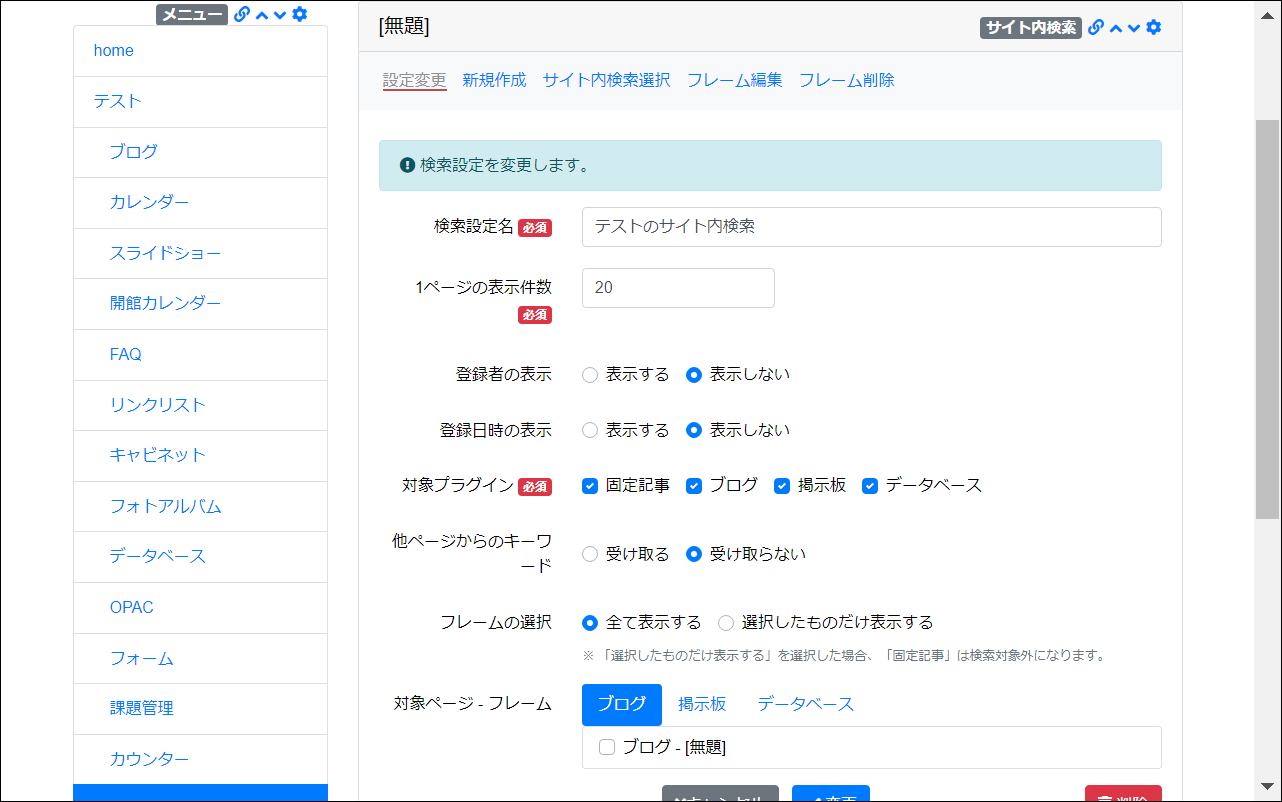 メニュー
home
テスト
ブログ
カレンダー
スライドショー
開館カレンダー
FAQ
リンクリスト
キャビネット
フォトアルバム
データベース
OPAC
フォーム
課題管理
カウンター
[無題]
サイト内検索
設定変更 新規作成 サイト内検索選択 フレーム編集 フレーム削除
検索設定を変更します。
検索設定名 必須 テストのサイト内検索
1ページの表示件数 20
必須
登録者の表示 表示する 表示しない
登録日時の表示 表示する 表示しない
対象プラグイン 必須 固定記事 ブログ 掲示板 データベース
他ページからのキーワ
ード 受け取る 受け取らない
フレームの選択 全て表示する 選択したものだけ表示する
※ 「選択したものだけ表示する」を選択した場合、「固定記事」は検索対象外になります。
対象ページ - フレーム ブログ 掲示板 データベース
ブログ - [無題]
キャンセル 変更 削除